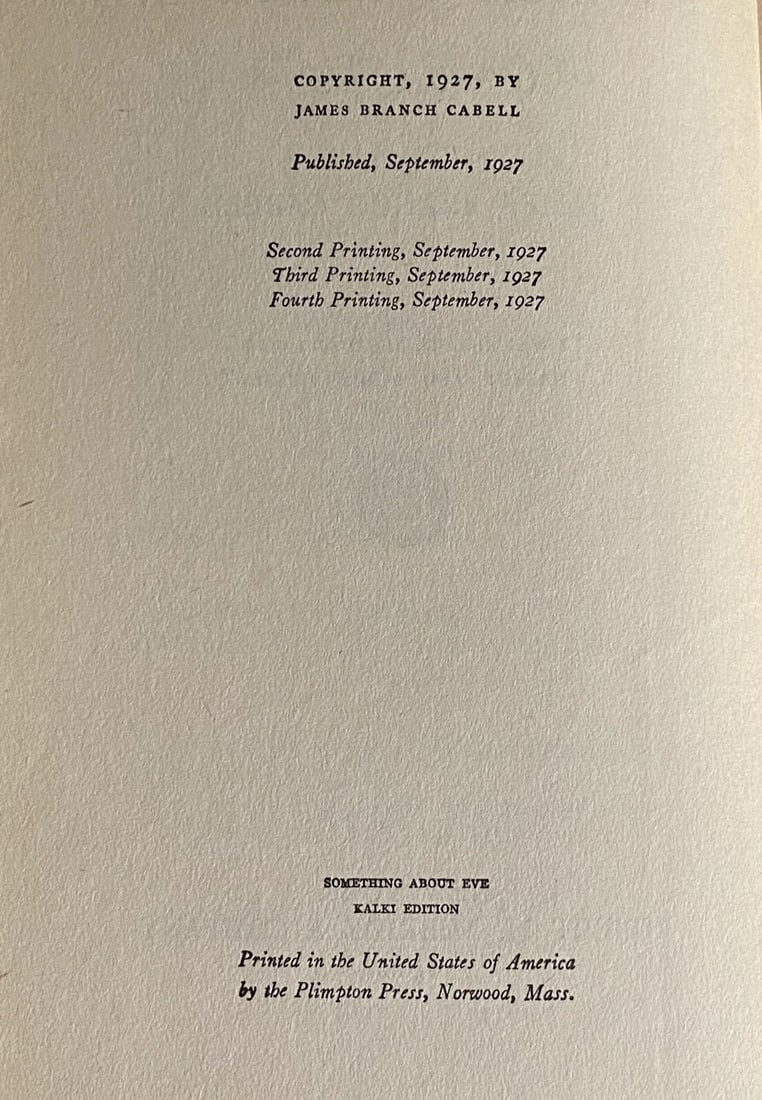 COPYRIGHT, 1927, BY
JAMES BRANCH CABELL
Published, September, 1927
Second Printing, September, 1927
Third Printing, September, 1927
Fourth Printing, September, 1927
SOMETHING ABOUT EVE
KALKI EDITION
Printed in the United States of America
by the Plimpton Press, Norwood, Mass.